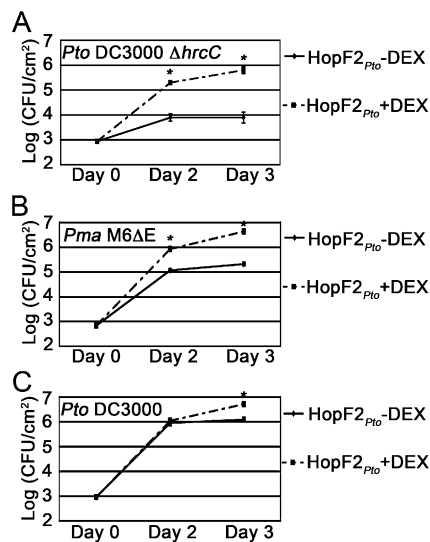 A
Pto DC3000 ΔhrcC
Log (CFU/cm²)
7
6
5
4
3
2
*
*
Day 0 Day 2 Day 3
HopF2Pto-DEX
HopF2Pto+DEX
B
Pma M6ΔE
Log (CFU/cm²)
7
6
5
4
3
2
*
*
Day 0 Day 2 Day 3
HopF2Pto-DEX
HopF2Pto+DEX
C
Pto DC3000
Log (CFU/cm²)
7
6
5
4
3
2
*
Day 0 Day 2 Day 3
HopF2Pto-DEX
HopF2Pto+DEX